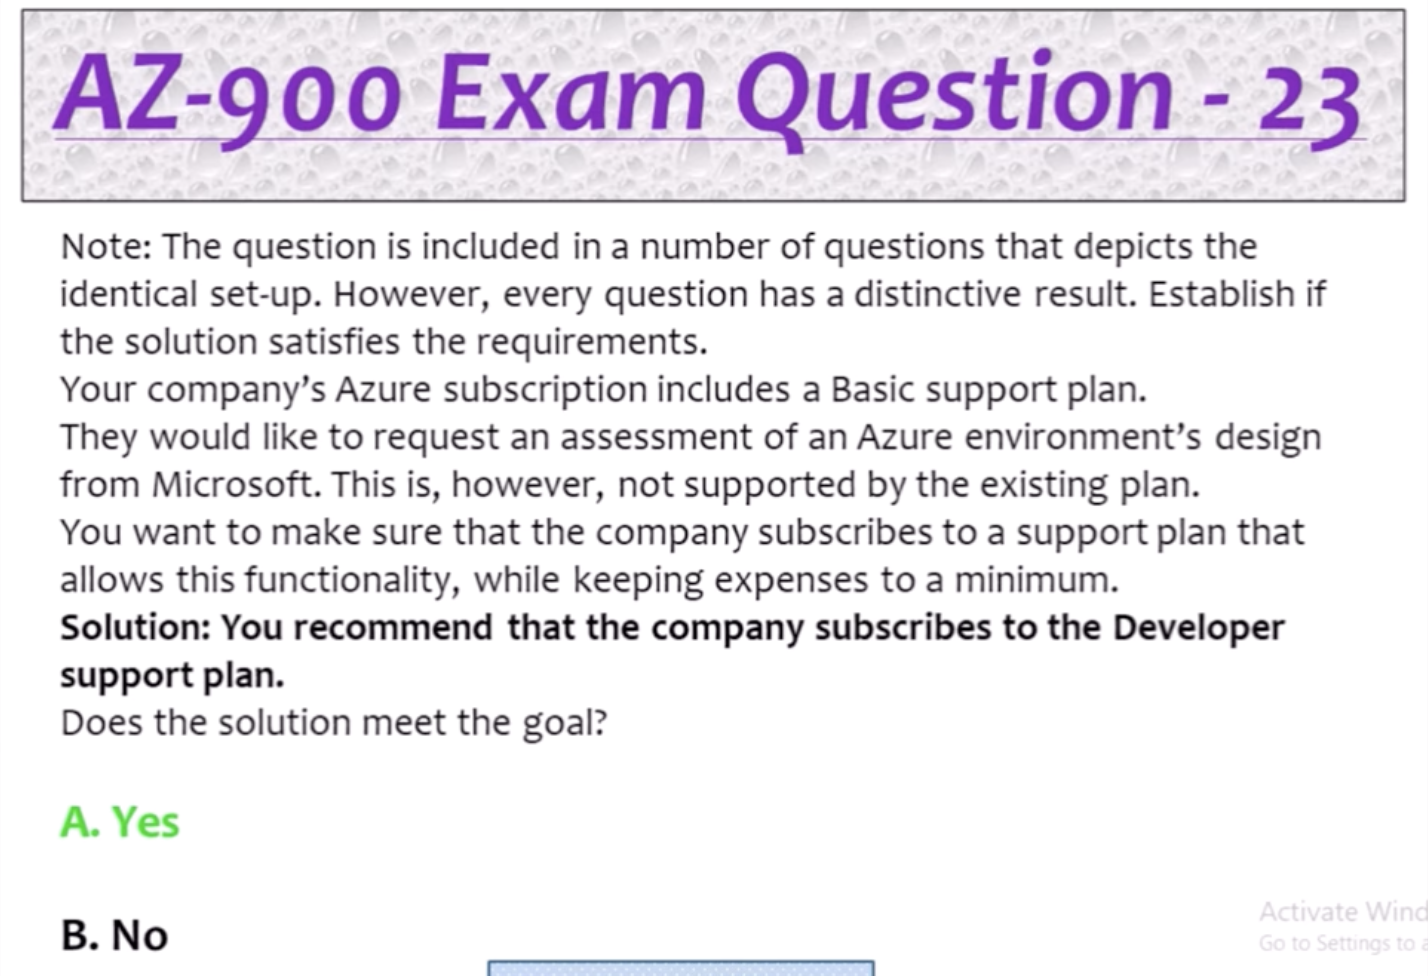 AZ-900 Exam Question - 23
Note: The question is included in a number of questions that depicts the
identical set-up. However, every question has a distinctive result. Establish if
the solution satisfies the requirements.
Your company’s Azure subscription includes a Basic support plan.
They would like to request an assessment of an Azure environment’s design
from Microsoft. This is, however, not supported by the existing plan.
You want to make sure that the company subscribes to a support plan that
allows this functionality, while keeping expenses to a minimum.
Solution: You recommend that the company subscribes to the Developer
support plan.
Does the solution meet the goal?
A. Yes
B. No
Activate Wind
Go to Settings to a